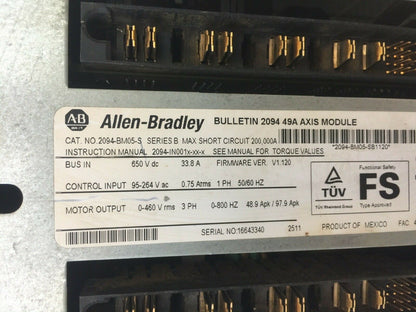 AB
Allen-Bradley BULLETIN 2094 49A AXIS MODULE
CAT. NO. 2094-BM05-S SERIES B MAX. SHORT CIRCUIT 200,000A
*2094-BM05-SB1120*
INSTRUCTION MANUAL 2094-IN001x-xx-x SEE MANUAL FOR TORQUE VALUES
BUS IN 650 V dc 33.8 A FIRMWARE VER. V1.120
CONTROL INPUT 95-264 V ac 0.75 Arms 1 PH 50/60 HZ
MOTOR OUTPUT 0-460 V rms 3 PH 0-800 HZ 48.9 Apk / 97.9 Apk
SERIAL NO: 16643340 2511
TÜV
TÜV Rheinland Group
Functional Safety
FS
Type Approved
PRODUCT OF MEXICO FAC